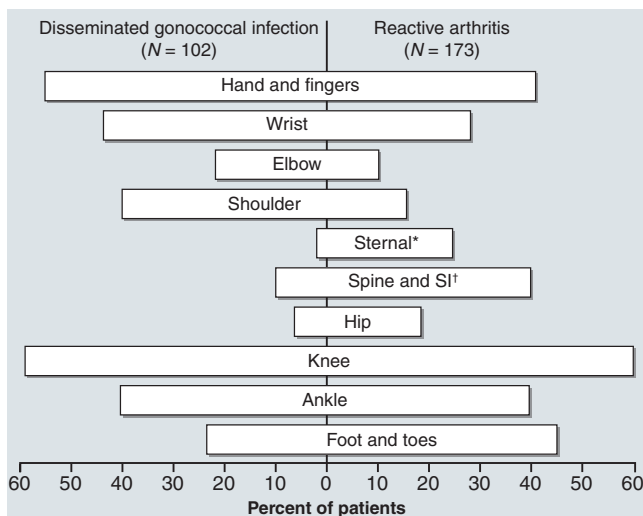 Disseminated gonococcal infection
(N = 102)
Reactive arthritis
(N = 173)
Hand and fingers
Wrist
Elbow
Shoulder
Sternal*
Spine and SI†
Hip
Knee
Ankle
Foot and toes
60 50 40 30 20 10 0 10 20 30 40 50 60
Percent of patients